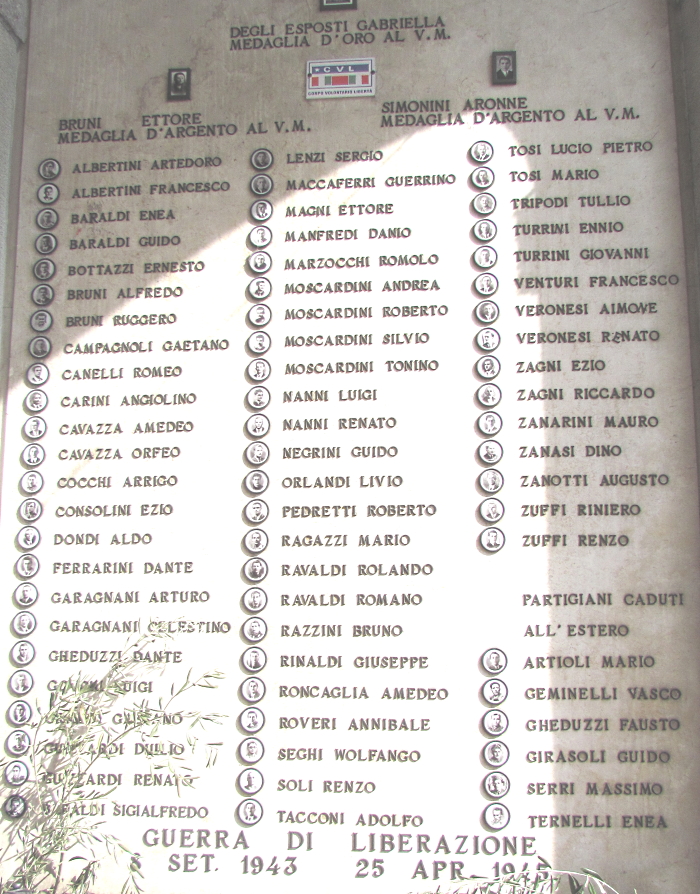 DEGLI ESPOSTI GABRIELLA
MEDAGLIA D'ORO AL V.M.
CVL
CORPO VOLONTARI LIBERTÀ
BRUNI ETTORE
MEDAGLIA D'ARGENTO AL V.M.
SIMONINI ARONNE
MEDAGLIA D'ARGENTO AL V.M.
ALBERTINI ARTEDORO
ALBERTINI FRANCESCO
BARALDI ENEA
BARALDI GUIDO
BOTTAZZI ERNESTO
BRUNI ALFREDO
BRUNI RUGGERO
CAMPAGNOLI GAETANO
CANELLI ROMEO
CARINI ANGIOLINO
CAVAZZA AMEDEO
CAVAZZA ORFEO
COCCHI ARRIGO
CONSOLINI EZIO
DONDI ALDO
FERRARINI DANTE
GARAGNANI ARTURO
GARAGNANI CELESTINO
GHEDUZZI DANTE
LUIGI
DUILIO
GUIZZARDI RENATO
SIGIALFREDO
LENZI SERGIO
MACCAFERRI GUERRINO
MAGNI ETTORE
MANFREDI DANIO
MARZOCCHI ROMOLO
MOSCARDINI ANDREA
MOSCARDINI ROBERTO
MOSCARDINI SILVIO
MOSCARDINI TONINO
NANNI LUIGI
NANNI RENATO
NEGRINI GUIDO
ORLANDI LIVIO
PEDRETTI ROBERTO
RAGAZZI MARIO
RAVALDI ROLANDO
RAVALDI ROMANO
RAZZINI BRUNO
RINALDI GIUSEPPE
RONCAGLIA AMEDEO
ROVERI ANNIBALE
SEGHI WOLFANGO
SOLI RENZO
TACCONI ADOLFO
TOSI LUCIO PIETRO
TOSI MARIO
TRIPODI TULLIO
TURRINI ENNIO
TURRINI GIOVANNI
VENTURI FRANCESCO
VERONESI AIMONE
VERONESI RENATO
ZAGNI EZIO
ZAGNI RICCARDO
ZANARINI MAURO
ZANASI DINO
ZANOTTI AUGUSTO
ZUFFI RINIERO
ZUFFI RENZO
PARTIGIANI CADUTI
ALL'ESTERO
ARTIOLI MARIO
GEMINELLI VASCO
GHEDUZZI FAUSTO
GIRASOLI GUIDO
SERRI MASSIMO
TERNELLI ENEA
GUERRA DI LIBERAZIONE
8 SET. 1943 25 APR. 1945